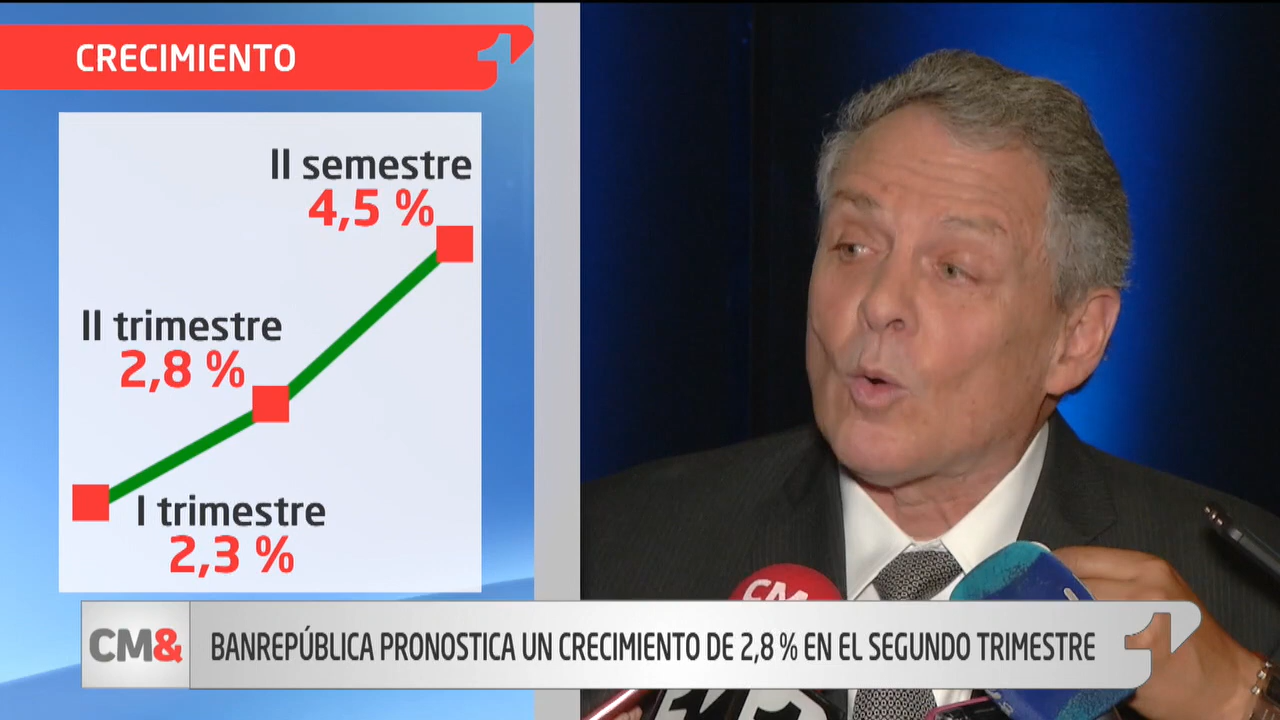 CRECIMIENTO
II semestre
4,5 %
II trimestre
2,8 %
I trimestre
2,3 %
CM&
CM&
BANREPÚBLICA PRONOSTICA UN CRECIMIENTO DE 2,8 % EN EL SEGUNDO TRIMESTRE